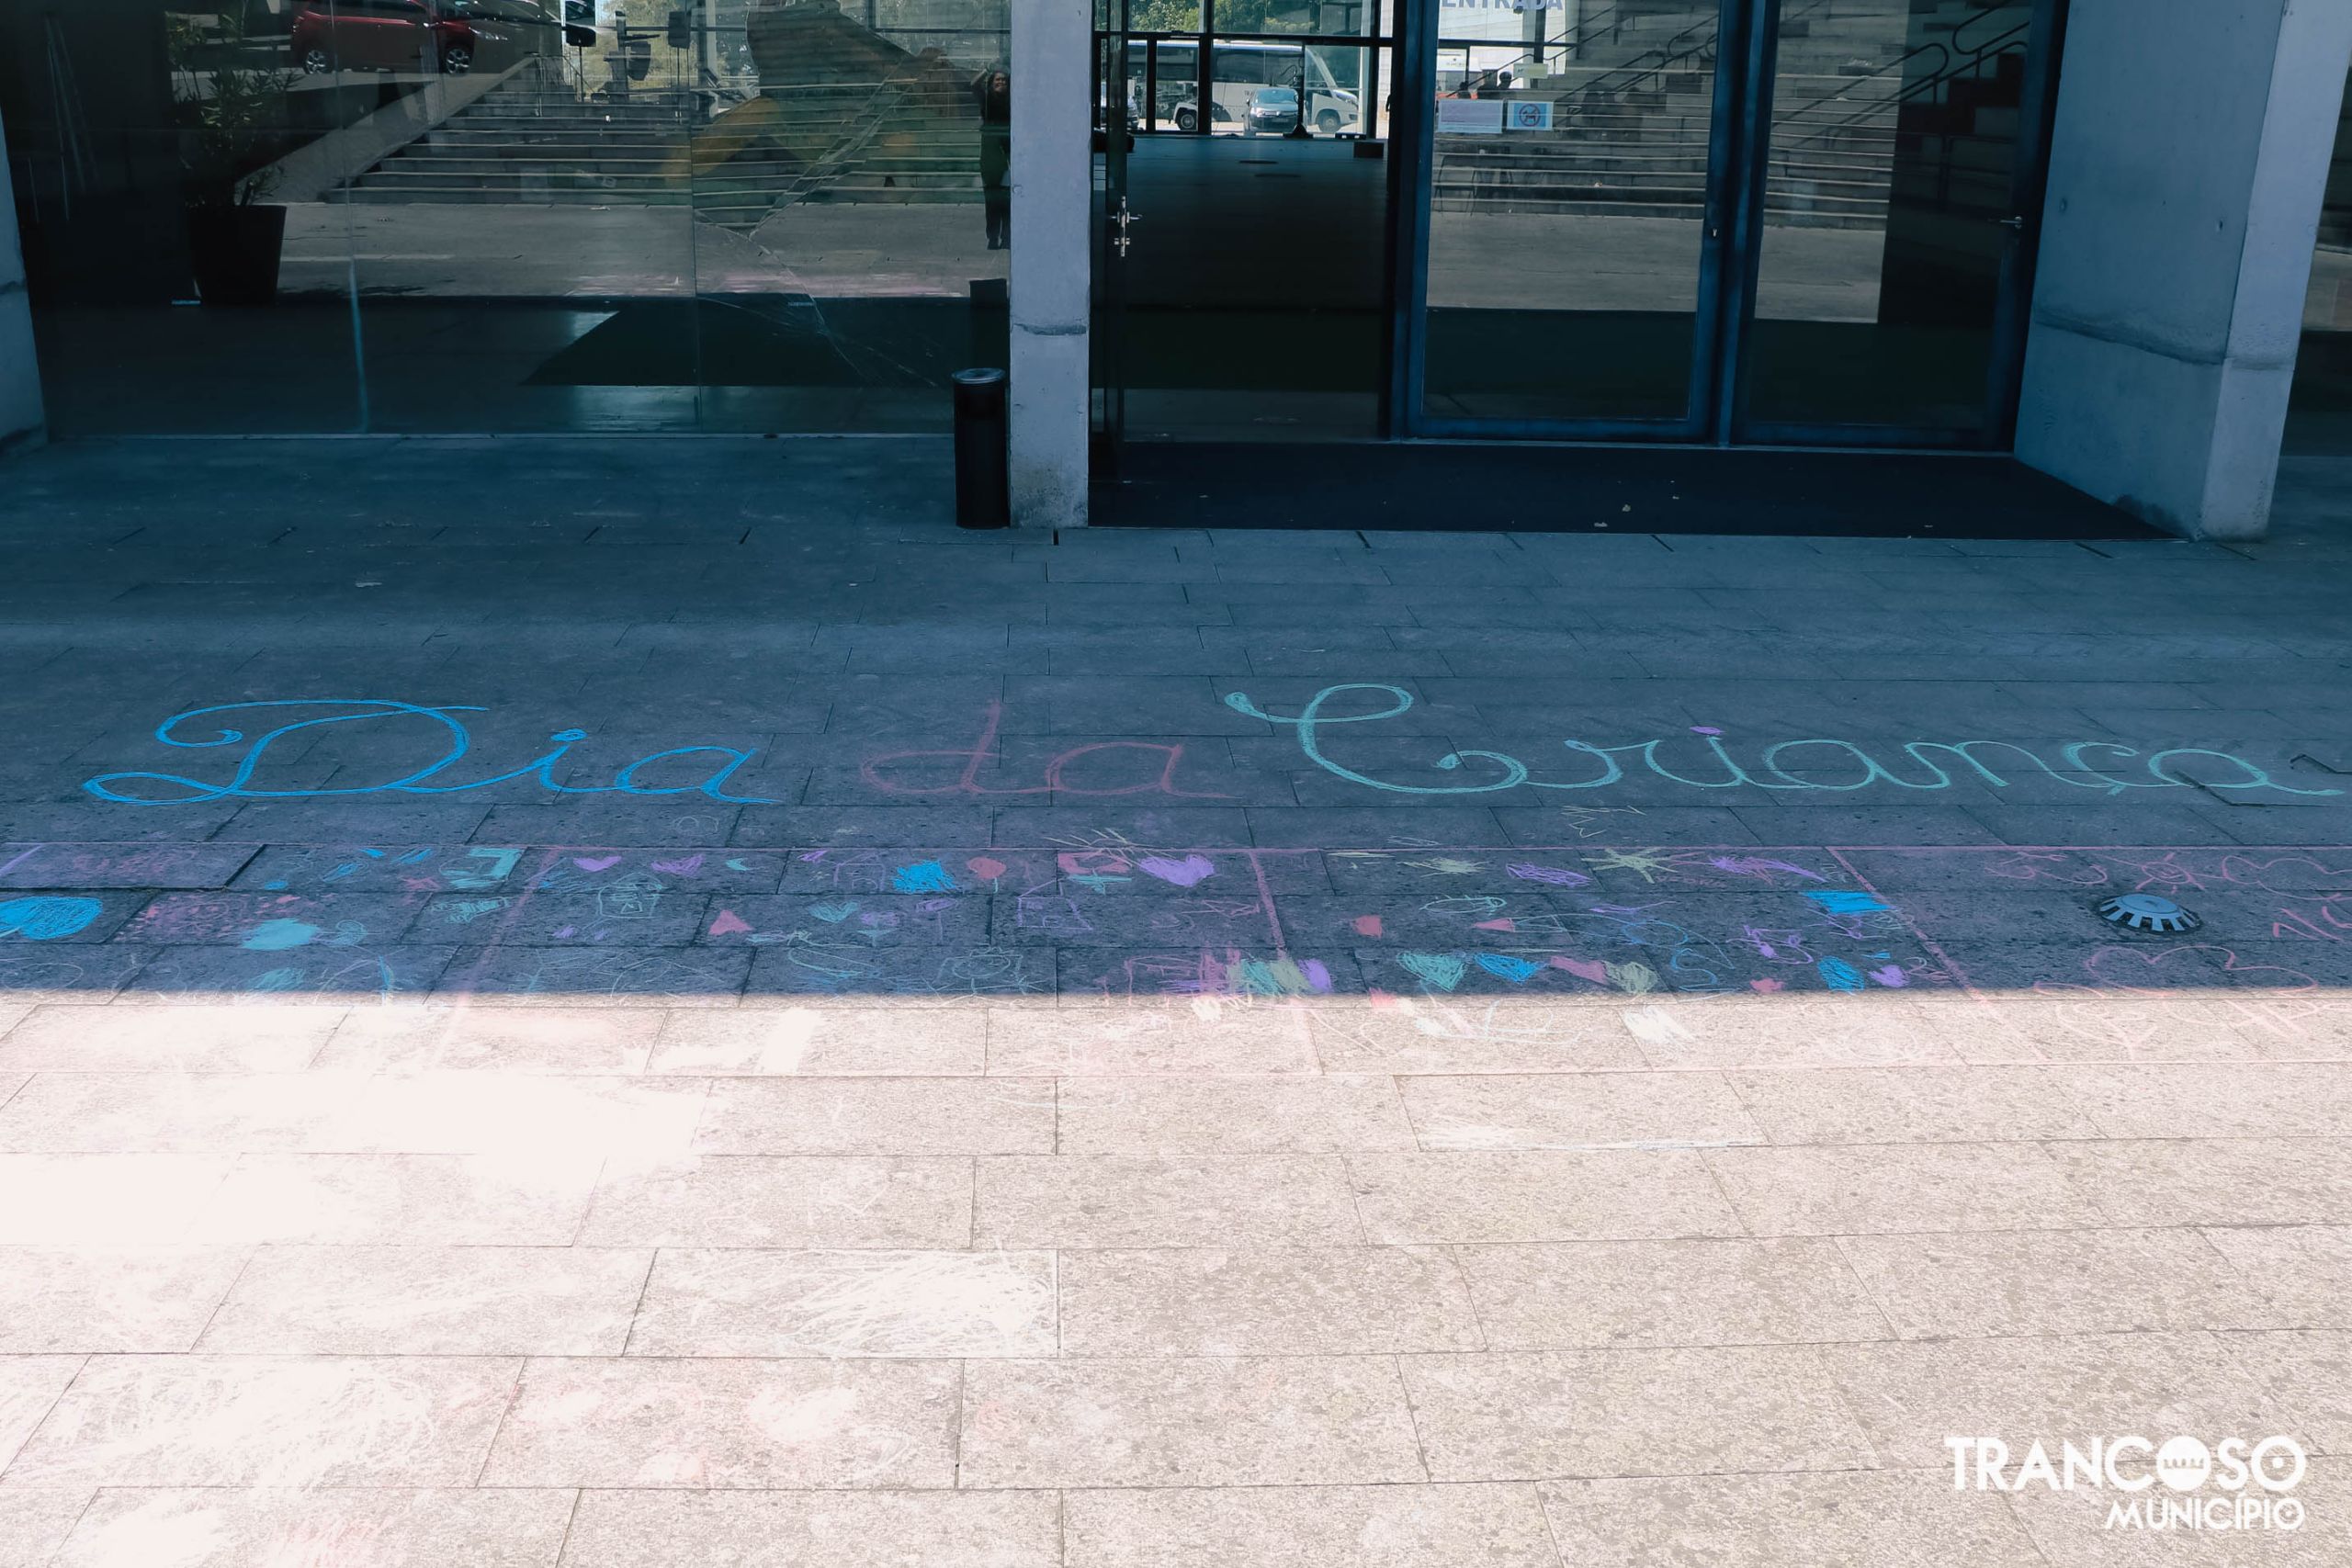 ENTRADA
Dia da Criança
TRANCOSO
MUNICÍPIO